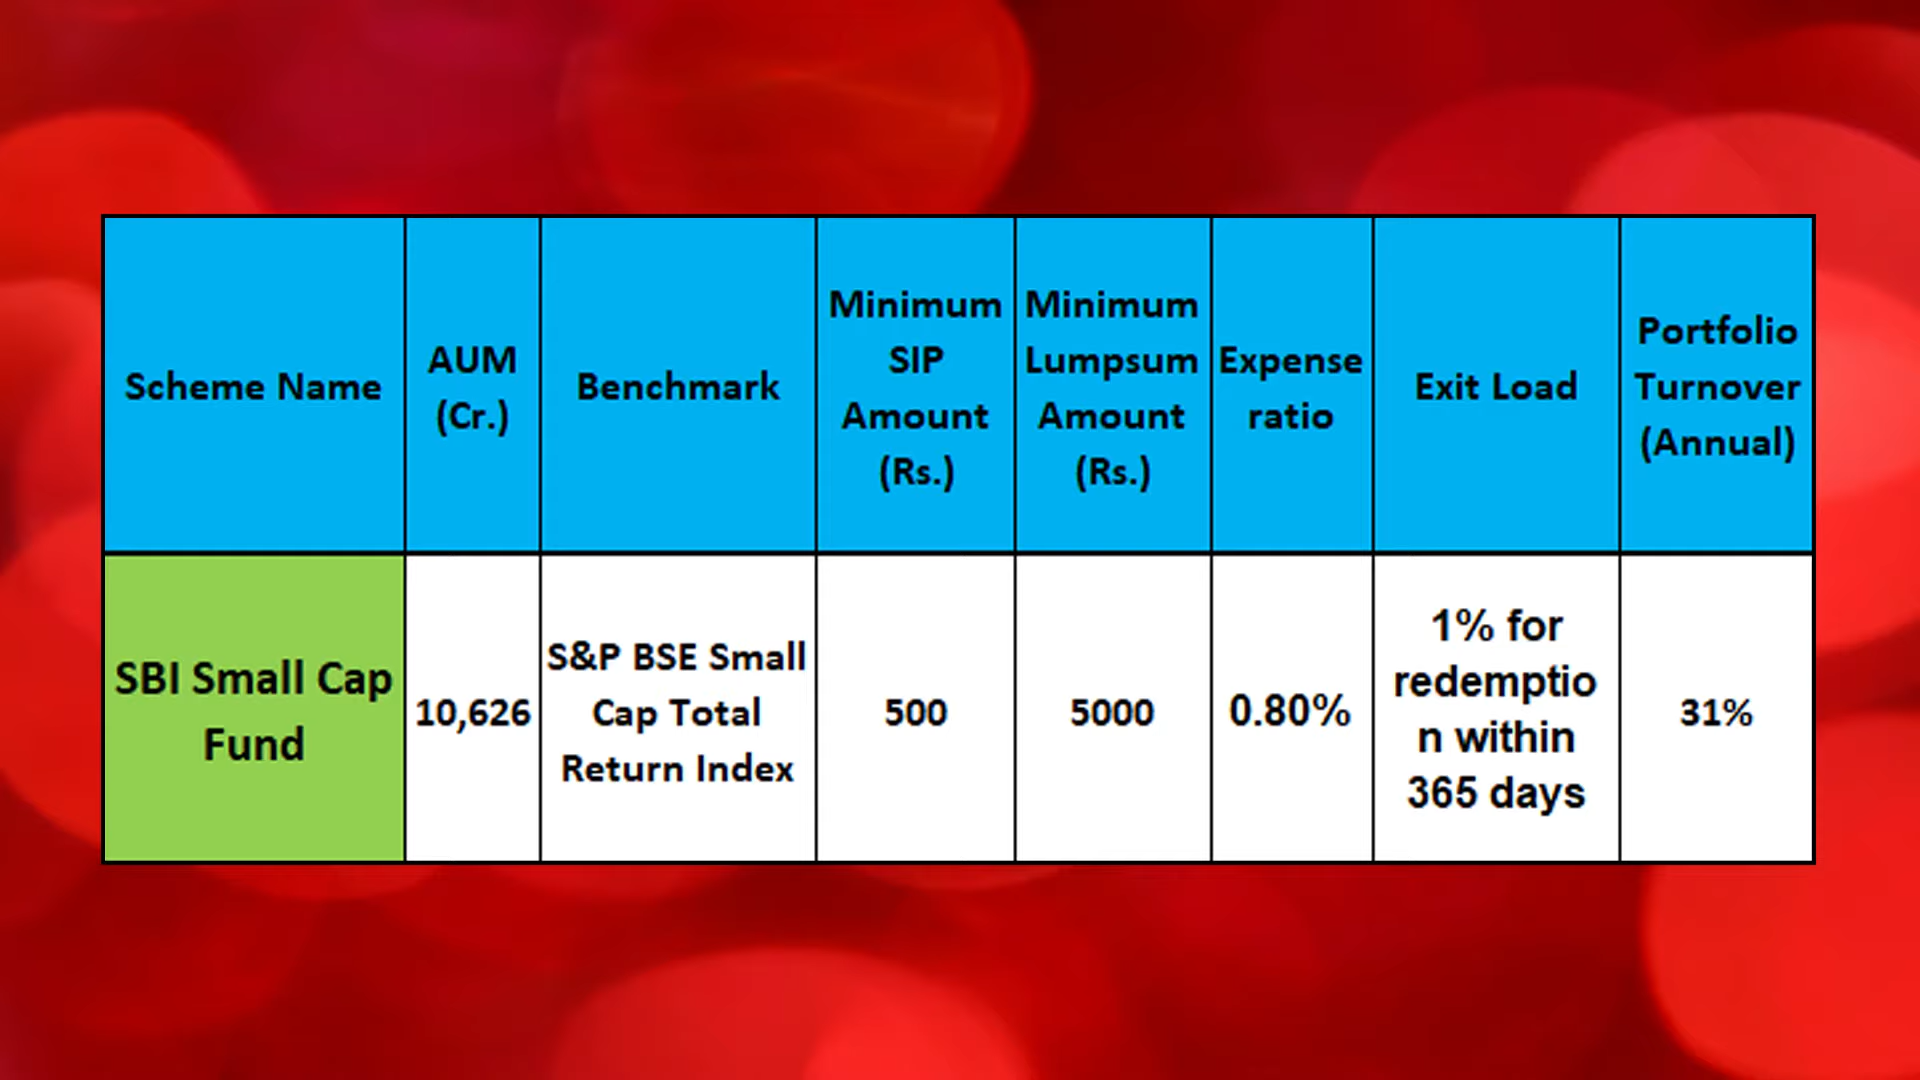 Scheme Name
AUM
(Cr.)
Benchmark
Minimum
SIP
Amount
(Rs.)
Minimum
Lumpsum
Amount
(Rs.)
Expense
ratio
Exit Load
Portfolio
Turnover
(Annual)
SBI Small Cap
Fund
10,626
S&P BSE Small
Cap Total
Return Index
500
5000
0.80%
1% for
redemptio
n within
365 days
31%